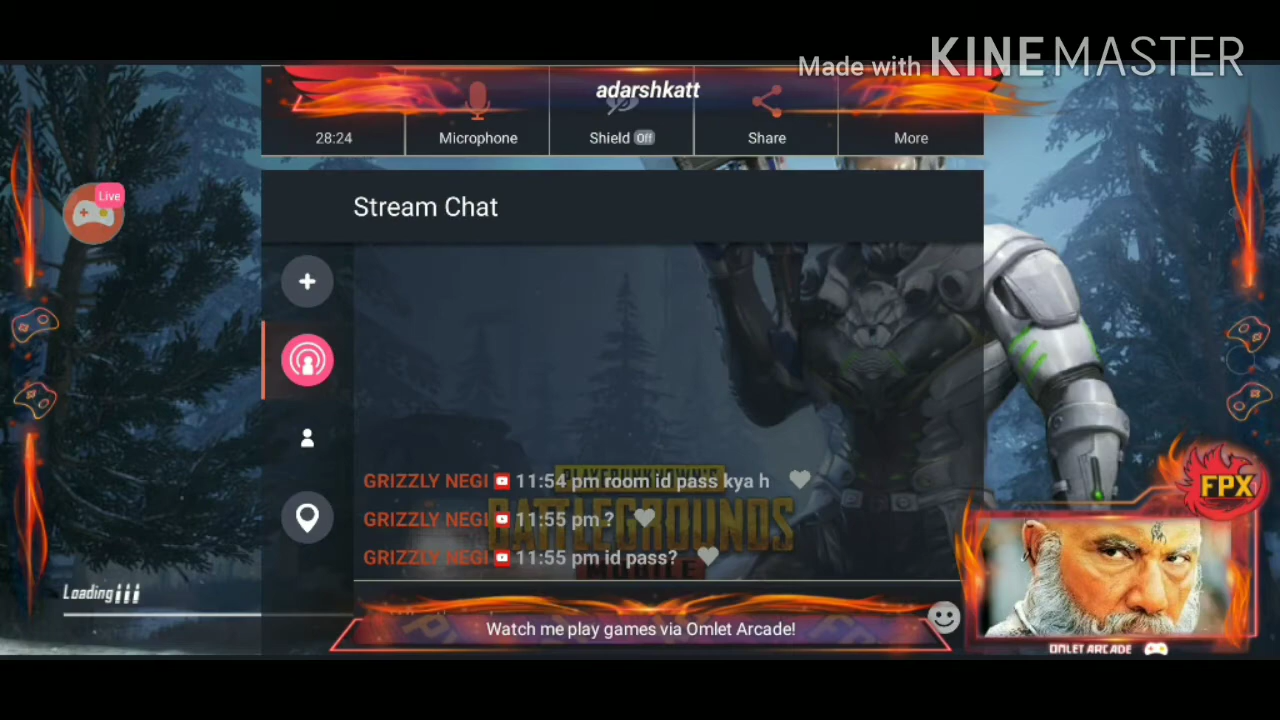 Made with KINEMASTER
adarshkatt
28:24
Microphone
Shield Off
Share
More
Live
Stream Chat
GRIZZLY NEGI 11:54 pm room id pass kya h
PLAYERUNKNOWN'S
GRIZZLY NEGI 11:55 pm ?
BATTLEGROUNDS
GRIZZLY NEGI 11:55 pm id pass?
MOBILE
FPX
Loading
Watch me play games via Omlet Arcade!
OMLET ARCADE